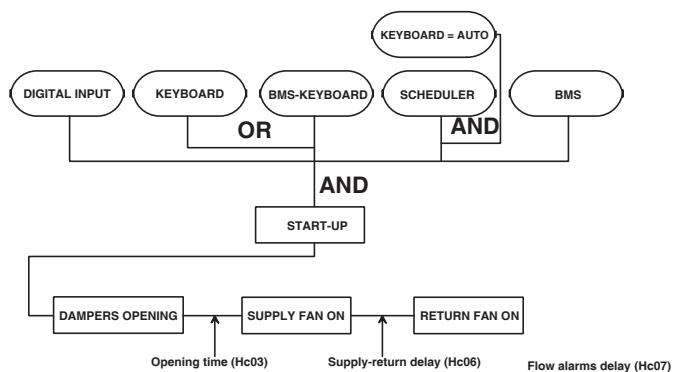 KEYBOARD = AUTO
DIGITAL INPUT
KEYBOARD
BMS-KEYBOARD
SCHEDULER
BMS
OR
AND
AND
START-UP
DAMPERS OPENING
SUPPLY FAN ON
RETURN FAN ON
Opening time (Hc03)
Supply-return delay (Hc06)
Flow alarms delay (Hc07)